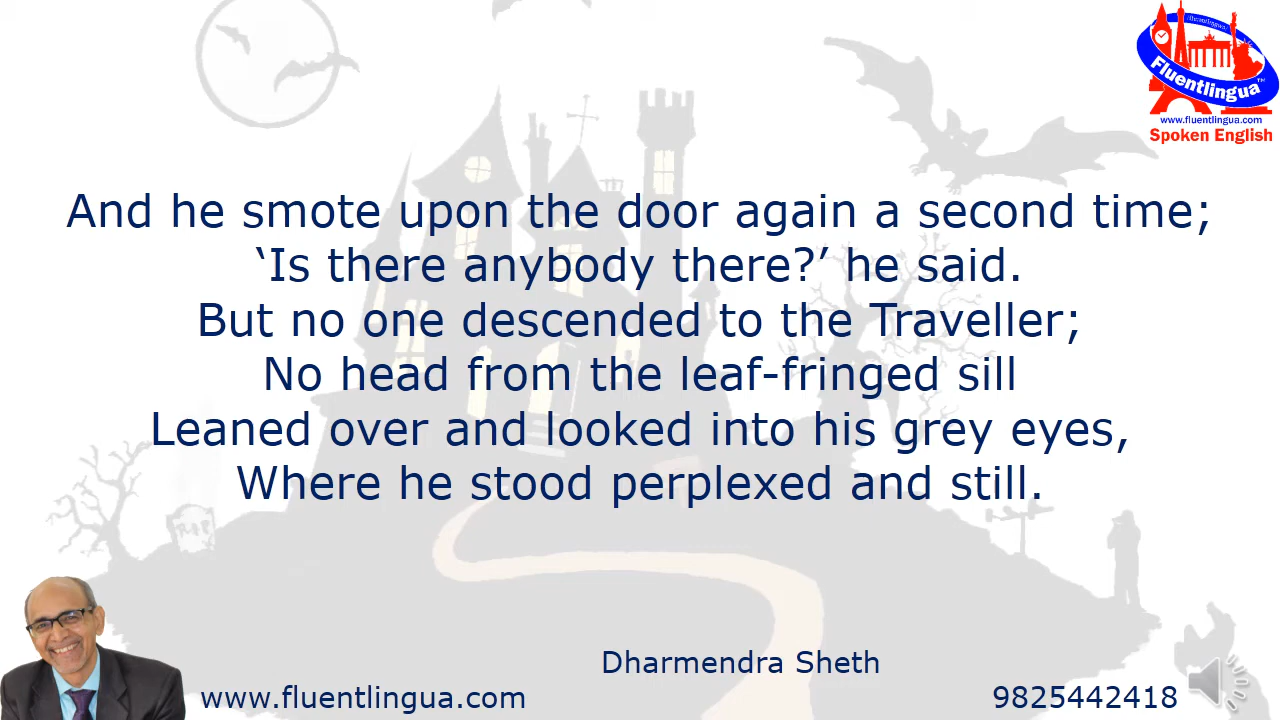 Fluentlingua™
www.fluentlingua.com
Spoken English
And he smote upon the door again a second time;
‘Is there anybody there?’ he said.
But no one descended to the Traveller;
No head from the leaf-fringed sill
Leaned over and looked into his grey eyes,
Where he stood perplexed and still.
Dharmendra Sheth
www.fluentlingua.com
9825442418